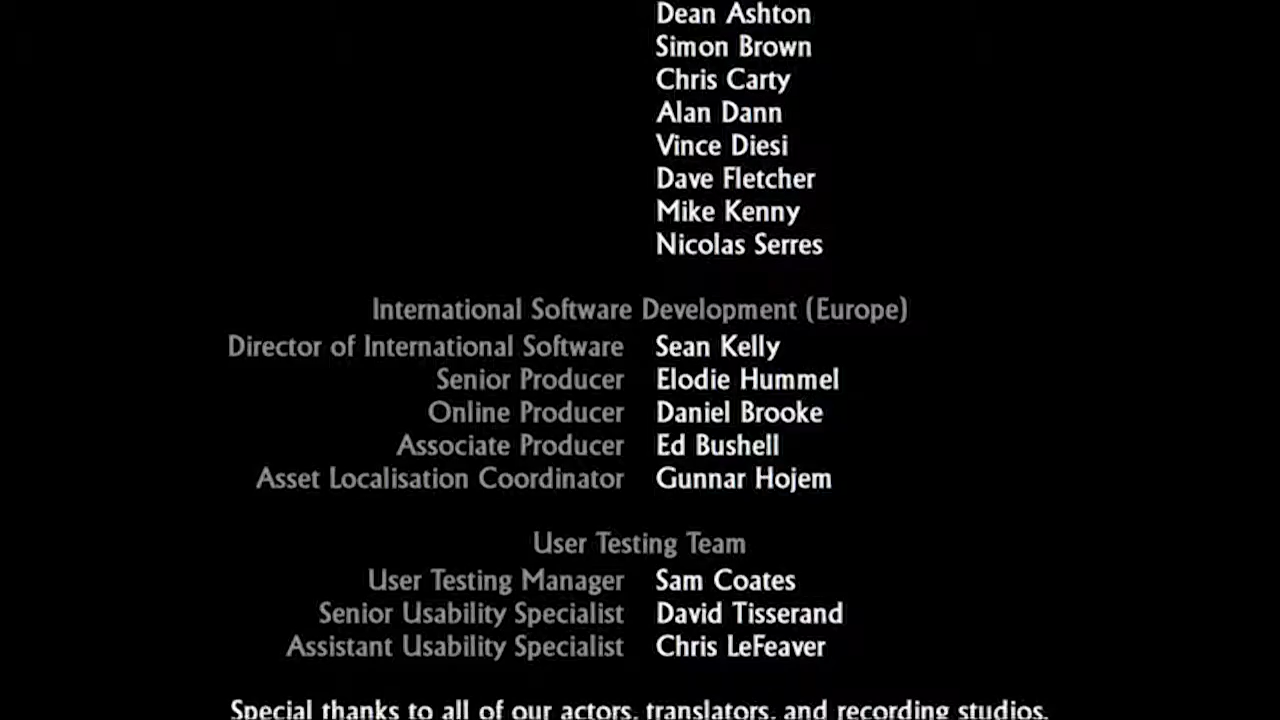 Dean Ashton
Simon Brown
Chris Carty
Alan Dann
Vince Diesi
Dave Fletcher
Mike Kenny
Nicolas Serres
International Software Development (Europe)
Director of International Software Sean Kelly
Senior Producer Elodie Hummel
Online Producer Daniel Brooke
Associate Producer Ed Bushell
Asset Localisation Coordinator Gunnar Hojem
User Testing Team
User Testing Manager Sam Coates
Senior Usability Specialist David Tisserand
Assistant Usability Specialist Chris LeFeaver
Special thanks to all of our actors, translators, and recording studios.